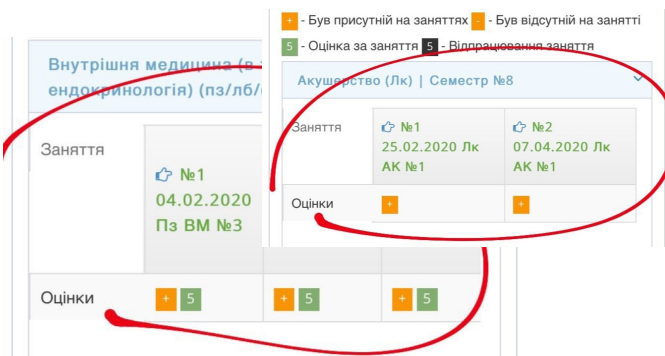 + - Був присутній на заняттях - - Був відсутній на занятті
5 - Оцінка за заняття 5 - Відпрацювання заняття
Акушерство (Лк) | Семестр №8
Заняття
№1
25.02.2020 Лк
АК №1
№2
07.04.2020 Лк
АК №1
Оцінки
+
+
Внутрішня медицина (в
ендокринологія) (пз/лб/
Заняття
№1
04.02.2020
Пз ВМ №3
Оцінки
+ 5
+ 5
+ 5